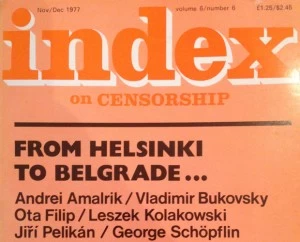 Nov/Dec 1977 volume 6/number 6 £1·25/$2.45
index
on CENSORSHIP
FROM HELSINKI
TO BELGRADE...
Andrei Amalrik/Vladimir Bukovsky
Ota Filip/Leszek Kolakowski
Jiří Pelikán/George Schöpflin